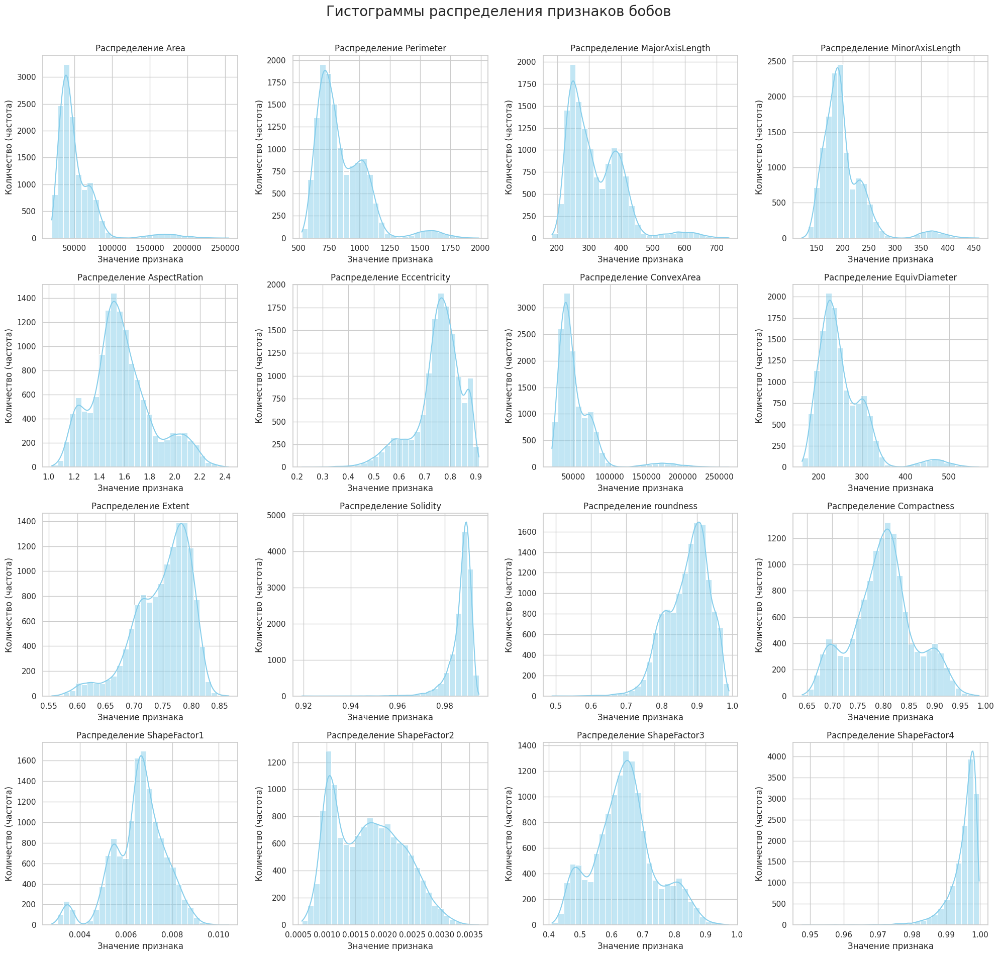 Гистограммы распределения признаков бобов
Распределение Area
Количество (частота)
3000
2500
2000
1500
1000
500
0
50000 100000 150000 200000 250000
Значение признака
Распределение Perimeter
Количество (частота)
2000
1750
1500
1250
1000
750
500
250
0
500 750 1000 1250 1500 1750 2000
Значение признака
Распределение MajorAxisLength
Количество (частота)
2000
1750
1500
1250
1000
750
500
250
0
200 300 400 500 600 700
Значение признака
Распределение MinorAxisLength
Количество (частота)
2500
2000
1500
1000
500
0
150 200 250 300 350 400 450
Значение признака
Распределение AspectRation
Количество (частота)
1400
1200
1000
800
600
400
200
0
1.0 1.2 1.4 1.6 1.8 2.0 2.2 2.4
Значение признака
Распределение Eccentricity
Количество (частота)
2000
1750
1500
1250
1000
750
500
250
0
0.2 0.3 0.4 0.5 0.6 0.7 0.8 0.9
Значение признака
Распределение ConvexArea
Количество (частота)
3000
2500
2000
1500
1000
500
0
50000 100000 150000 200000 250000
Значение признака
Распределение EquivDiameter
Количество (частота)
2000
1750
1500
1250
1000
750
500
250
0
200 300 400 500
Значение признака
Распределение Extent
Количество (частота)
1400
1200
1000
800
600
400
200
0
0.55 0.60 0.65 0.70 0.75 0.80 0.85
Значение признака
Распределение Solidity
Количество (частота)
5000
4000
3000
2000
1000
0
0.92 0.94 0.96 0.98
Значение признака
Распределение roundness
Количество (частота)
1600
1400
1200
1000
800
600
400
200
0
0.5 0.6 0.7 0.8 0.9 1.0
Значение признака
Распределение Compactness
Количество (частота)
1200
1000
800
600
400
200
0
0.65 0.70 0.75 0.80 0.85 0.90 0.95 1.00
Значение признака
Распределение ShapeFactor1
Количество (частота)
1600
1400
1200
1000
800
600
400
200
0
0.004 0.006 0.008 0.010
Значение признака
Распределение ShapeFactor2
Количество (частота)
1200
1000
800
600
400
200
0
0.0005 0.0010 0.0015 0.0020 0.0025 0.0030 0.0035
Значение признака
Распределение ShapeFactor3
Количество (частота)
1400
1200
1000
800
600
400
200
0
0.4 0.5 0.6 0.7 0.8 0.9 1.0
Значение признака
Распределение ShapeFactor4
Количество (частота)
4000
3500
3000
2500
2000
1500
1000
500
0
0.95 0.96 0.97 0.98 0.99 1.00
Значение признака